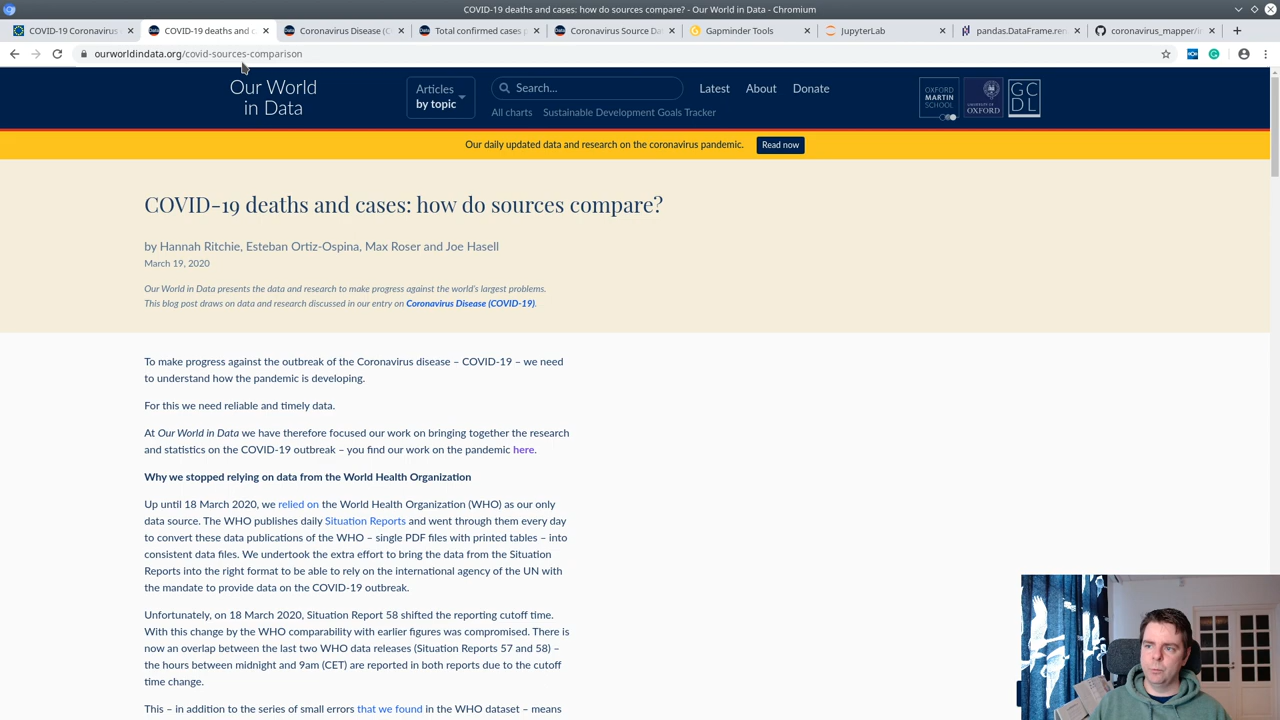 COVID-19 deaths and cases: how do sources compare? - Our World in Data - Chromium
COVID-19 Coronavirus
COVID-19 deaths and c
Coronavirus Disease (C
Total confirmed cases
Coronavirus Source Da
Gapminder Tools
JupyterLab
pandas.DataFrame.ren
coronavirus_mapper/i
ourworldindata.org/covid-sources-comparison
Our World
in Data
Articles
by topic
Search...
Latest
About
Donate
All charts
Sustainable Development Goals Tracker
OXFORD
MARTIN
SCHOOL
UNIVERSITY OF
OXFORD
GC
DL
Our daily updated data and research on the coronavirus pandemic.
Read now
COVID-19 deaths and cases: how do sources compare?
by Hannah Ritchie, Esteban Ortiz-Ospina, Max Roser and Joe Hasell
March 19, 2020
Our World in Data presents the data and research to make progress against the world's largest problems.
This blog post draws on data and research discussed in our entry on Coronavirus Disease (COVID-19).
To make progress against the outbreak of the Coronavirus disease – COVID-19 – we need
to understand how the pandemic is developing.
For this we need reliable and timely data.
At Our World in Data we have therefore focused our work on bringing together the research
and statistics on the COVID-19 outbreak – you find our work on the pandemic here.
Why we stopped relying on data from the World Health Organization
Up until 18 March 2020, we relied on the World Health Organization (WHO) as our only
data source. The WHO publishes daily Situation Reports and went through them every day
to convert these data publications of the WHO – single PDF files with printed tables – into
consistent data files. We undertook the extra effort to bring the data from the Situation
Reports into the right format to be able to rely on the international agency of the UN with
the mandate to provide data on the COVID-19 outbreak.
Unfortunately, on 18 March 2020, Situation Report 58 shifted the reporting cutoff time.
With this change by the WHO comparability with earlier figures was compromised. There is
now an overlap between the last two WHO data releases (Situation Reports 57 and 58) –
the hours between midnight and 9am (CET) are reported in both reports due to the cutoff
time change.
This – in addition to the series of small errors that we found in the WHO dataset – means